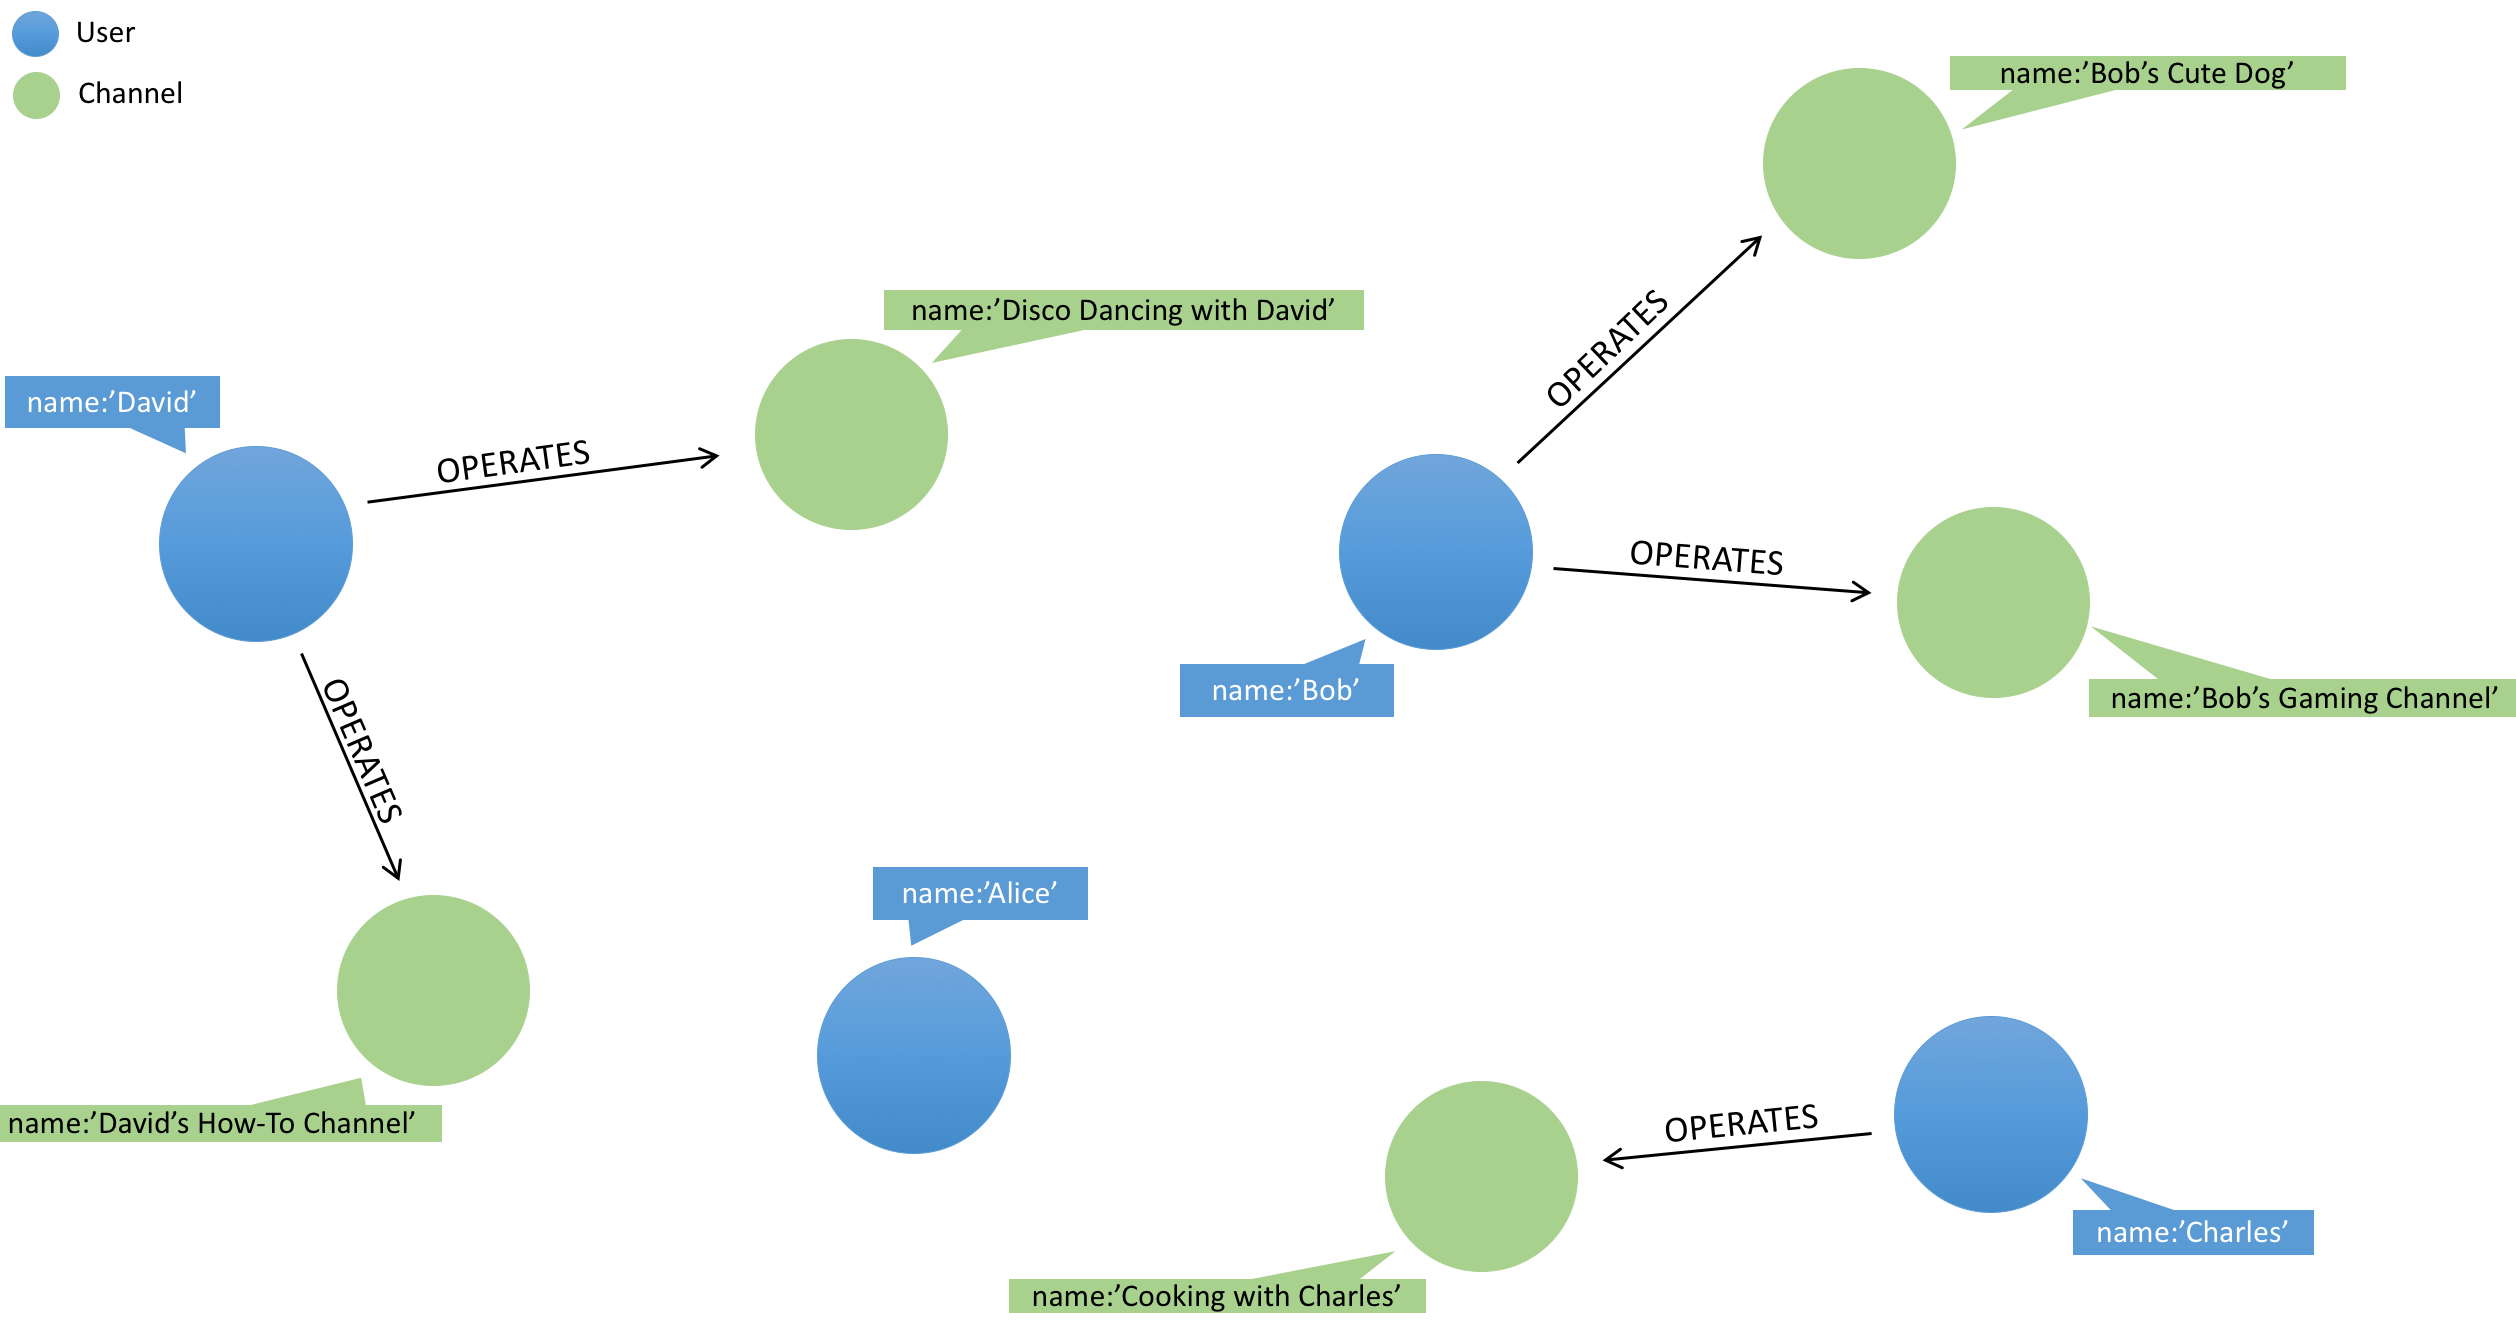 User
Channel
name:’Bob’s Cute Dog’
name:’Disco Dancing with David’
OPERATES
name:’David’
OPERATES
OPERATES
name:’Bob’
name:’Bob’s Gaming Channel’
OPERATES
name:’Alice’
name:’David’s How-To Channel’
OPERATES
name:’Charles’
name:’Cooking with Charles’